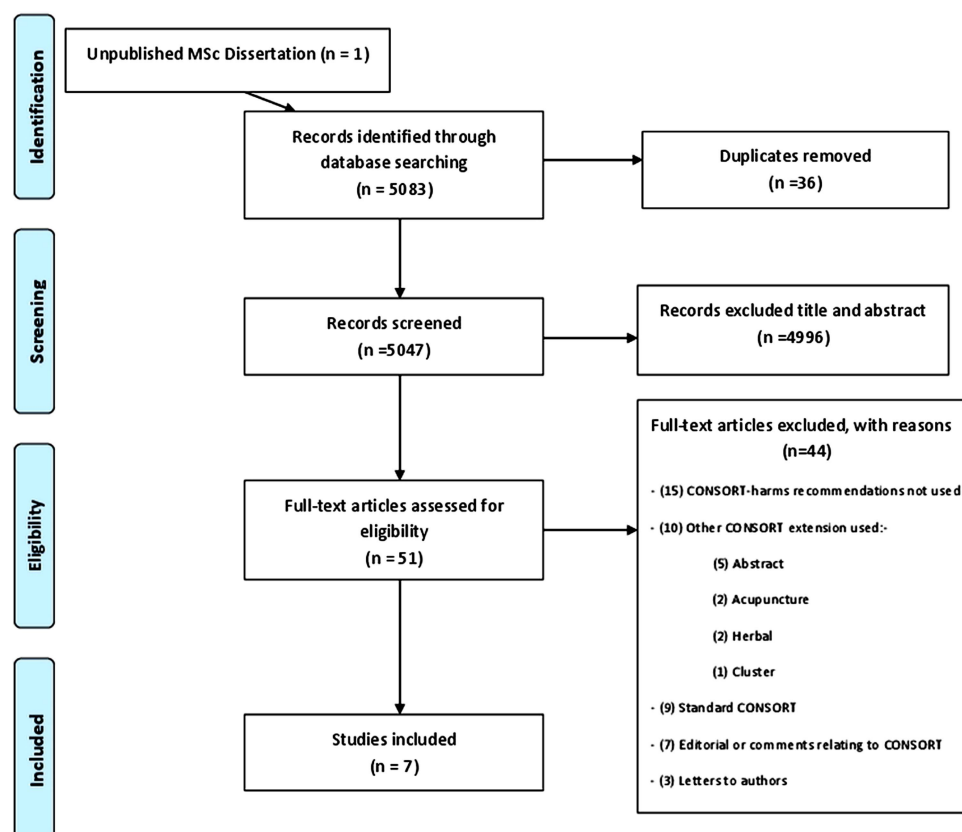 Identification
Unpublished MSc Dissertation (n = 1)
Records identified through
database searching
(n = 5083)
Duplicates removed
(n =36)
Screening
Records screened
(n =5047)
Records excluded title and abstract
(n =4996)
Eligibility
Full-text articles assessed for
eligibility
(n = 51)
Full-text articles excluded, with reasons
(n=44)
- (15) CONSORT-harms recommendations not used
- (10) Other CONSORT extension used:-
(5) Abstract
(2) Acupuncture
(2) Herbal
(1) Cluster
- (9) Standard CONSORT
- (7) Editorial or comments relating to CONSORT
- (3) Letters to authors
Included
Studies included
(n = 7)